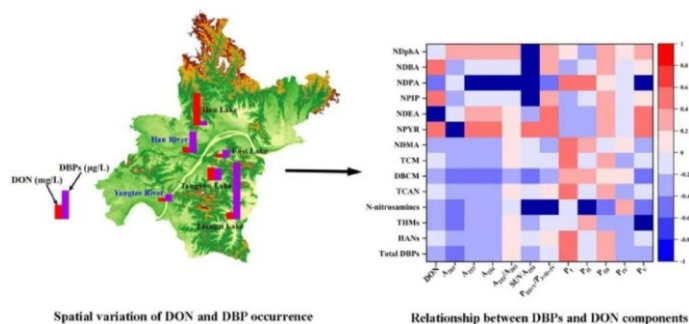 Han Lake
Han River
East Lake
DBPs (μg/L)
DON (mg/L)
Yangtze River
Spatial variation of DON and DBP occurrence
NDphA
NDBA
NDPA
NPIP
NDEA
NPYR
NDMA
TCM
DBCM
TCAN
N-nitrosamines
THMs
HANs
Total DBPs
DON
1
0.8
0.6
0.4
0.2
0
-0.2
-0.4
-0.6
-0.8
-1
Relationship between DBPs and DON components